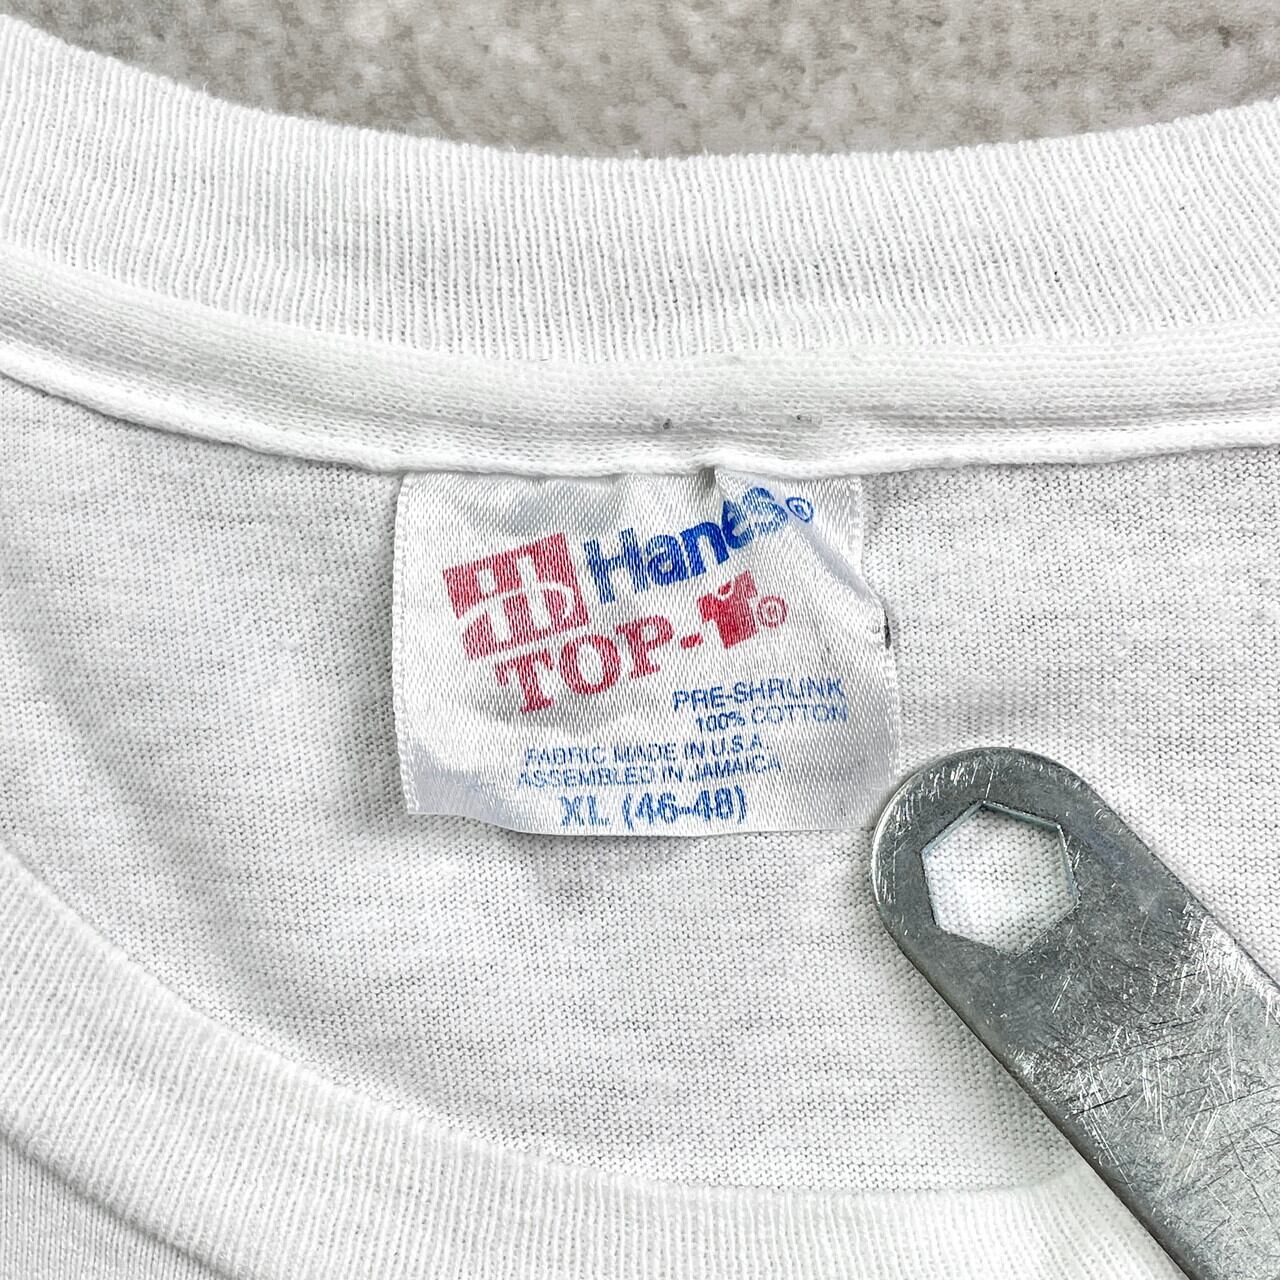 Hanes®
TOP-T®
PRE-SHRUNK
100% COTTON
FABRIC MADE IN U.S.A.
ASSEMBLED IN JAMAICA
XL (46-48)